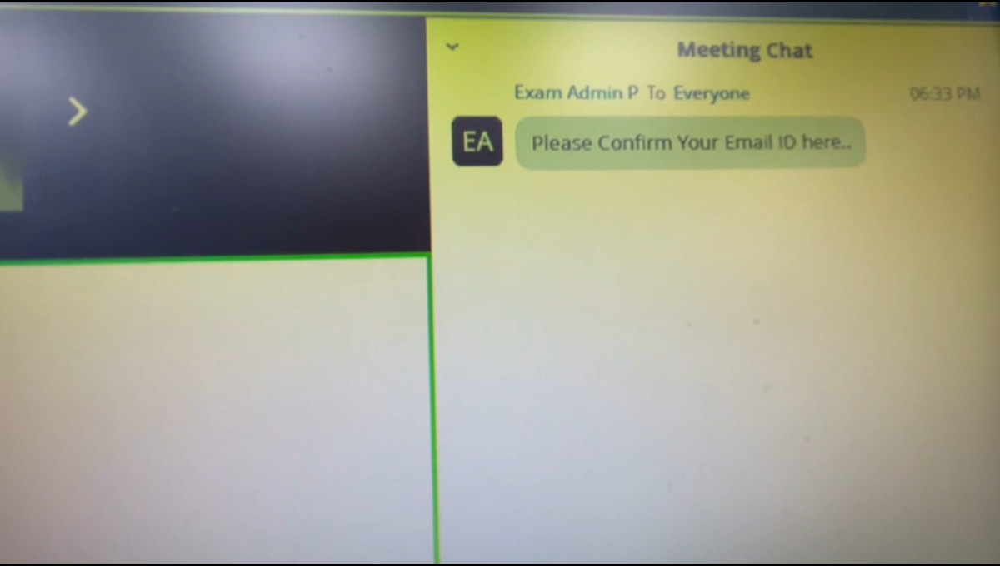 Meeting Chat
Exam Admin P To Everyone 06:33 PM
EA
Please Confirm Your Email ID here..